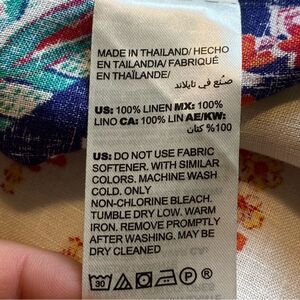 MADE IN THAILAND/ HECHO
EN TAILANDIA/ FABRIQUÉ
EN THAÏLANDE/
صنع في تايلاند
US: 100% LINEN MX: 100%
LINO CA: 100% LIN AE/KW:
%100 كتان
US: DO NOT USE FABRIC
SOFTENER. WITH SIMILAR
COLORS. MACHINE WASH
COLD. ONLY
NON-CHLORINE BLEACH.
TUMBLE DRY LOW. WARM
IRON. REMOVE PROMPTLY
AFTER WASHING. MAY BE
DRY CLEANED
30
P